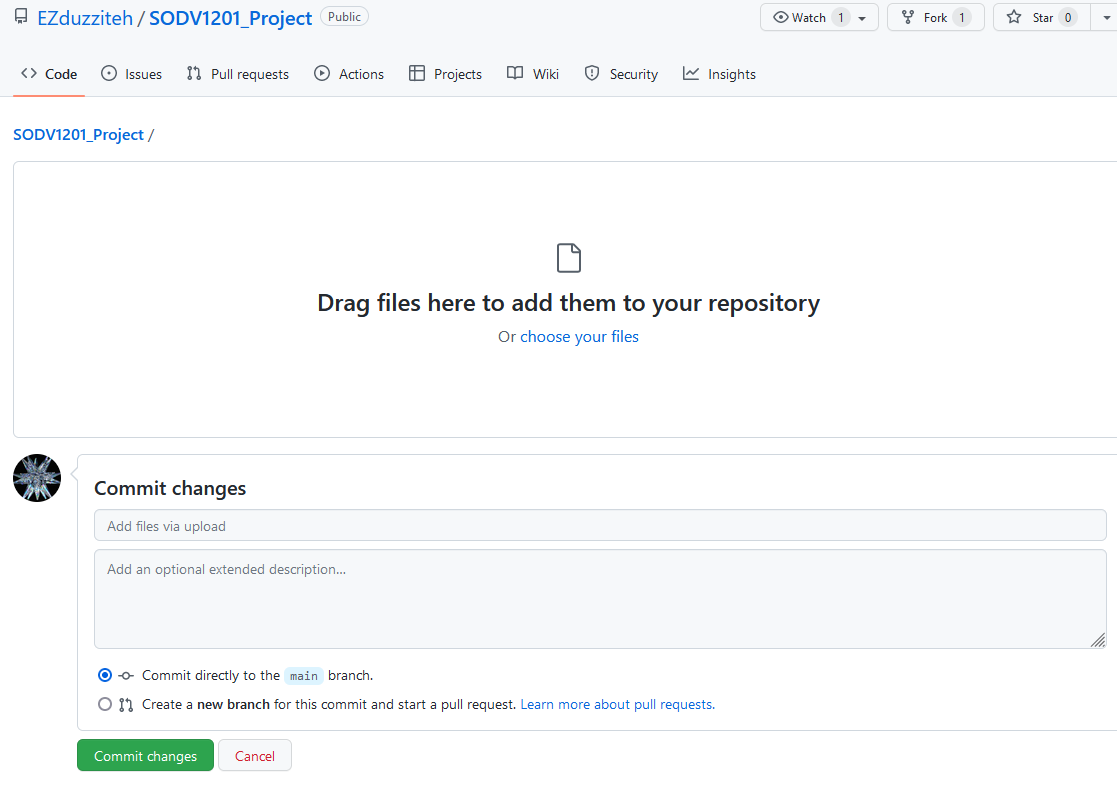 EZduzziteh / SODV1201_Project Public
Watch 1 Fork 1 Star 0
Code Issues Pull requests Actions Projects Wiki Security Insights
SODV1201_Project /
Drag files here to add them to your repository
Or choose your files
Commit changes
Add files via upload
Add an optional extended description...
Commit directly to the main branch.
Create a new branch for this commit and start a pull request. Learn more about pull requests.
Commit changes Cancel